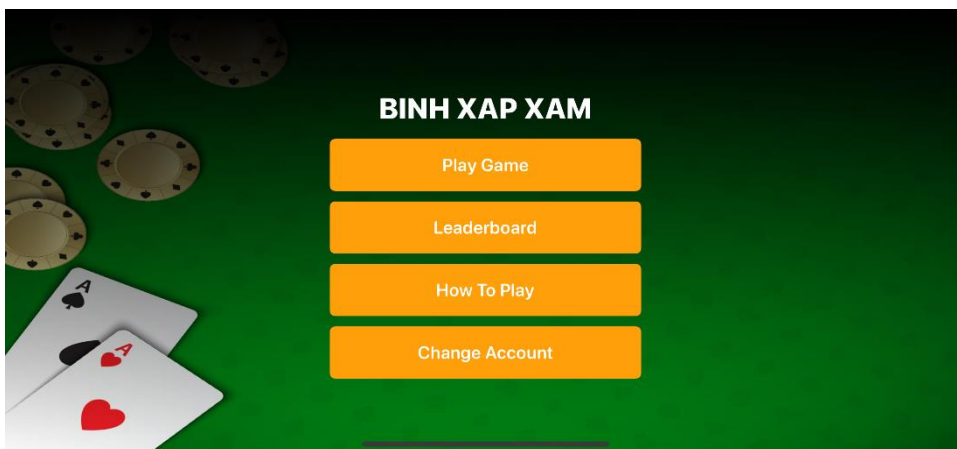 BINH XAP XAM
Play Game
Leaderboard
How To Play
Change Account
A
A